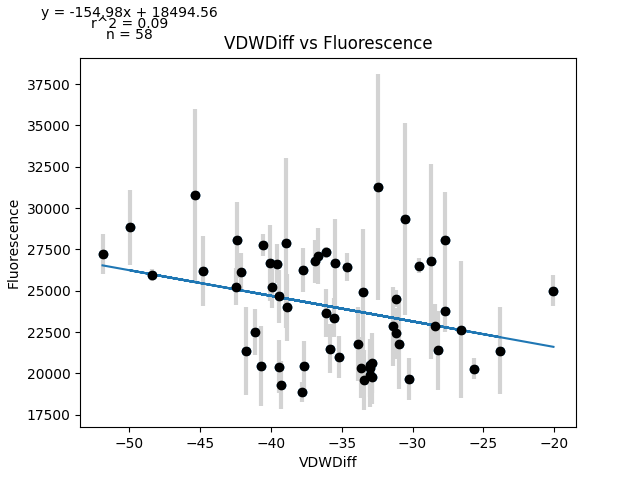 y = -154.98x + 18494.56
r^2 = 0.09
n = 58
VDWDiff vs Fluorescence
37500
35000
32500
30000
27500
25000
22500
20000
17500
Fluorescence
−50
−45
−40
−35
−30
−25
−20
VDWDiff